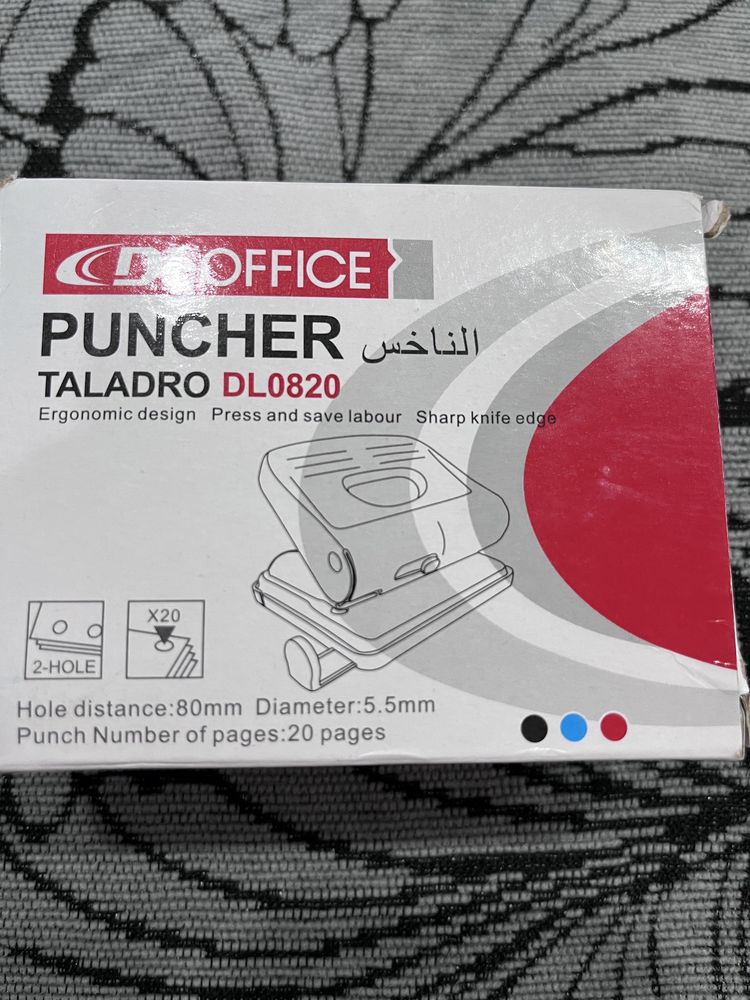 OFFICE
PUNCHER الناخس
TALADRO DL0820
Ergonomic design Press and save labour Sharp knife edge
X20
2-HOLE
Hole distance:80mm Diameter:5.5mm
Punch Number of pages:20 pages